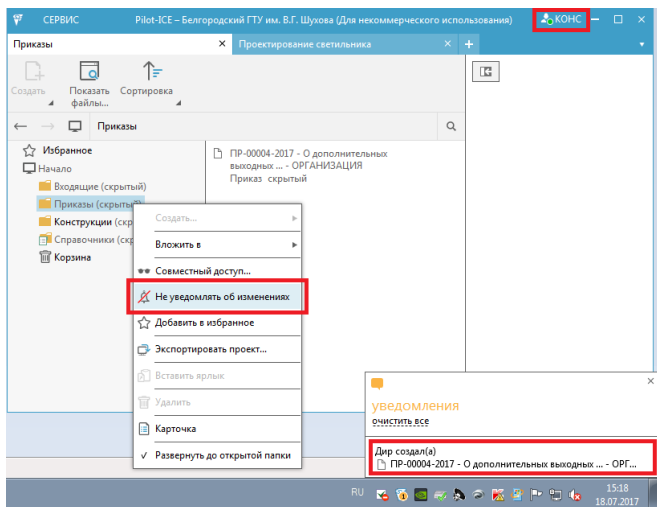 СЕРВИС
Pilot-ICE – Белгородский ГТУ им. В.Г. Шухова (Для некоммерческого использования)
КОНС
Приказы
Проектирование светильника
Создать
Показать файлы...
Сортировка
Приказы
Избранное
Начало
Входящие (скрытый)
Приказы (скрытый)
Конструкции (скр
Справочники (скр
Корзина
ПР-00004-2017 - О дополнительных
выходных ... - ОРГАНИЗАЦИЯ
Приказ скрытый
Создать...
Вложить в
Совместный доступ...
Не уведомлять об изменениях
Добавить в избранное
Экспортировать проект...
Вставить ярлык
Удалить
Карточка
Развернуть до открытой папки
уведомления
очистить все
Дир создал(а)
ПР-00004-2017 - О дополнительных выходных ... - ОРГ...
RU
15:18
18.07.2017